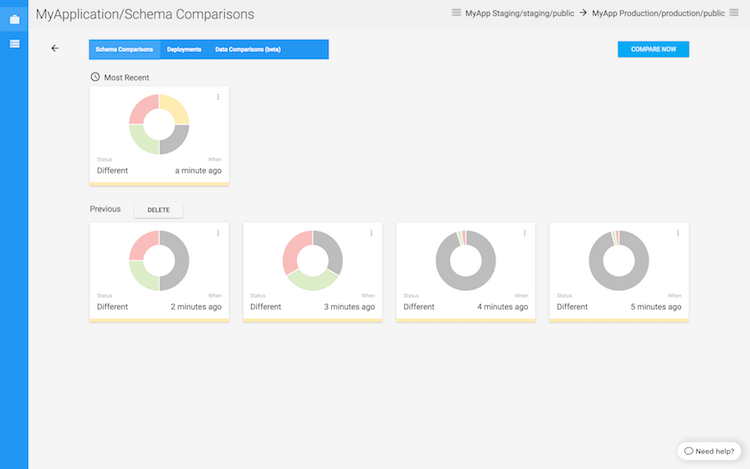 MyApplication/Schema Comparisons
MyApp Staging/staging/public
MyApp Production/production/public
Schema Comparisons
Deployments
Data Comparisons (beta)
COMPARE NOW
Most Recent
Status
When
Different
a minute ago
Previous
DELETE
Status
When
Different
2 minutes ago
Status
When
Different
3 minutes ago
Status
When
Different
4 minutes ago
Status
When
Different
5 minutes ago
Need help?